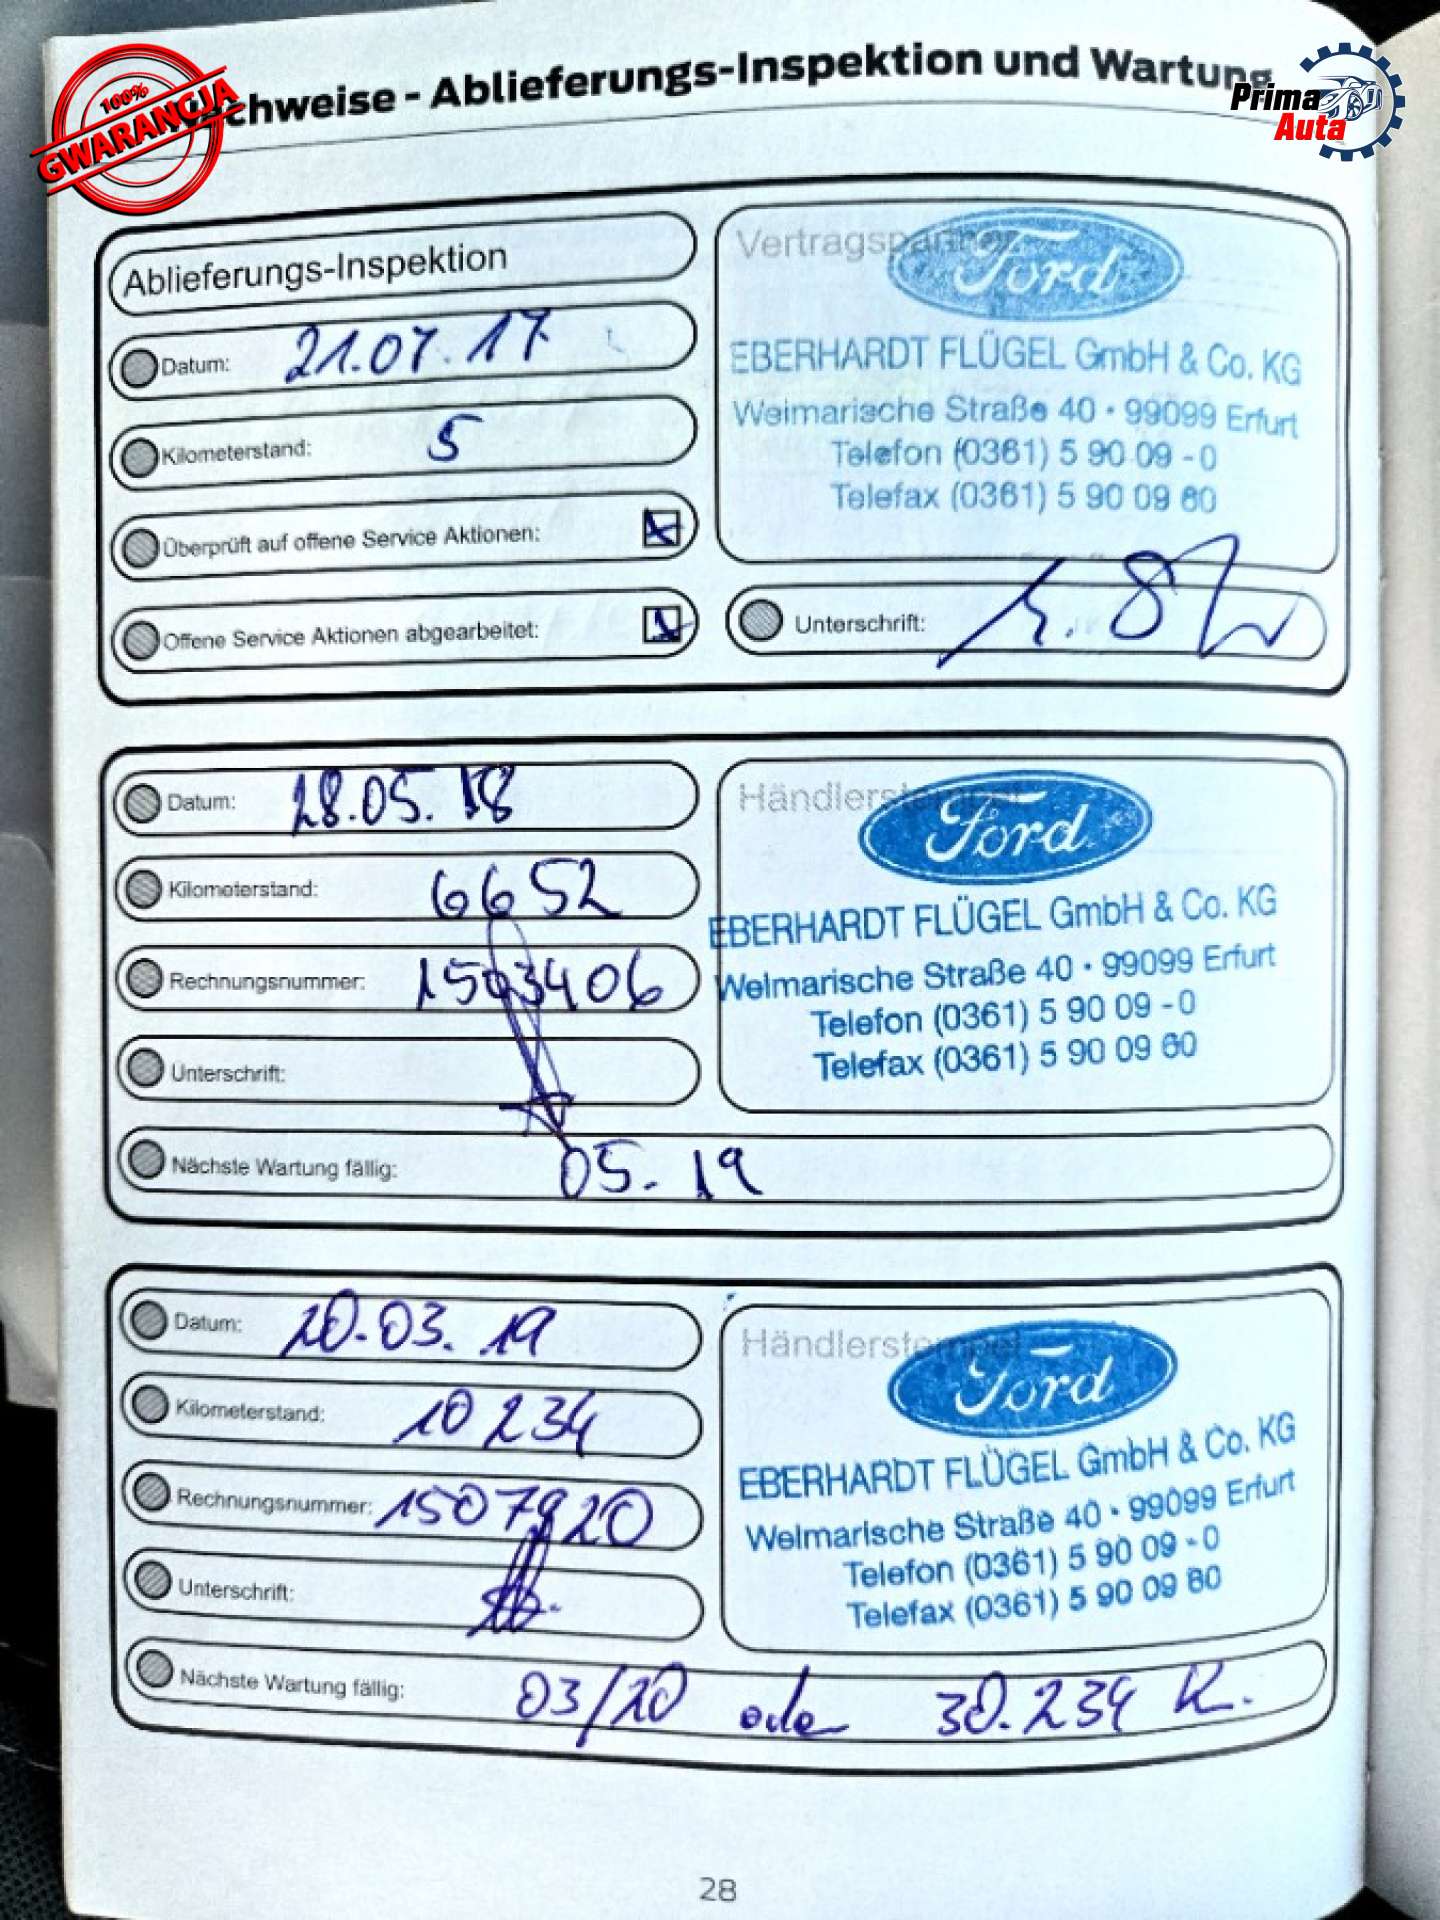 100%
GWARANCJA
chweise - Ablieferungs-Inspektion und Wartung
Prima
Auta
Ablieferungs-Inspektion
Datum: 21.07.17
Kilometerstand: 5
Überprüft auf offene Service Aktionen:
Offene Service Aktionen abgearbeitet:
Vertragspartner
Ford
EBERHARDT FLÜGEL GmbH & Co. KG
Weimarische Straße 40 • 99099 Erfurt
Telefon (0361) 5 90 09 - 0
Telefax (0361) 5 90 09 60
Unterschrift:
Datum: 28.05.18
Kilometerstand: 6652
Rechnungsnummer: 1503406
Unterschrift:
Nächste Wartung fällig: 05.19
Händlerstempel
Ford
EBERHARDT FLÜGEL GmbH & Co. KG
Weimarische Straße 40 • 99099 Erfurt
Telefon (0361) 5 90 09 - 0
Telefax (0361) 5 90 09 60
Datum: 20.03.19
Kilometerstand: 10 234
Rechnungsnummer: 1507920
Unterschrift:
Nächste Wartung fällig: 03/20 oder 30.234 K.
Händlerstempel
Ford
EBERHARDT FLÜGEL GmbH & Co. KG
Weimarische Straße 40 • 99099 Erfurt
Telefon (0361) 5 90 09 - 0
Telefax (0361) 5 90 09 60
28